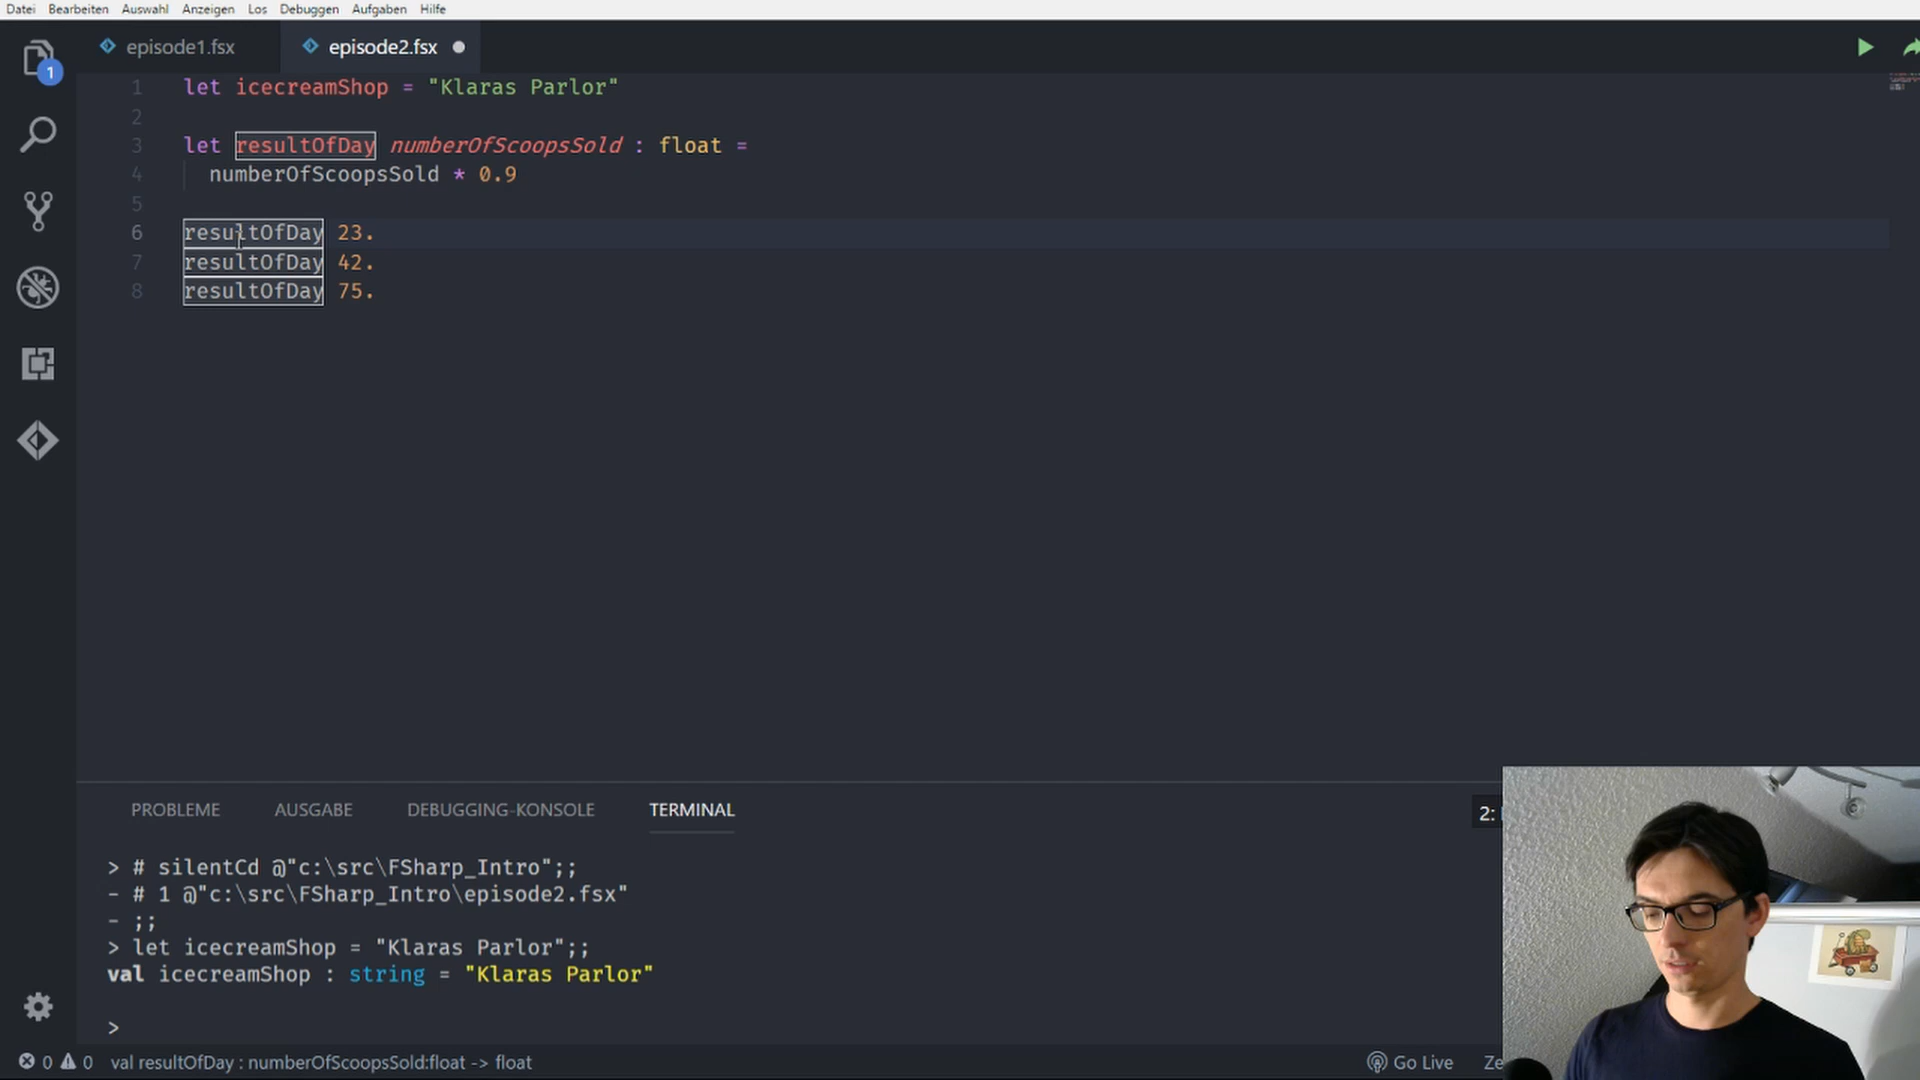 Datei Bearbeiten Auswahl Anzeigen Los Debuggen Aufgaben Hilfe
episode1.fsx episode2.fsx
1
1 let icecreamShop = "Klaras Parlor"
2
3 let resultOfDay numberOfScoopsSold : float =
4 numberOfScoopsSold * 0.9
5
6 resultOfDay 23.
7 resultOfDay 42.
8 resultOfDay 75.
PROBLEME AUSGABE DEBUGGING-KONSOLE TERMINAL 2:
> # silentCd @"c:\src\FSharp_Intro";;
- # 1 @"c:\src\FSharp_Intro\episode2.fsx"
- ;;
> let icecreamShop = "Klaras Parlor";;
val icecreamShop : string = "Klaras Parlor"
>
0 0 val resultOfDay : numberOfScoopsSold:float -> float Go Live Ze